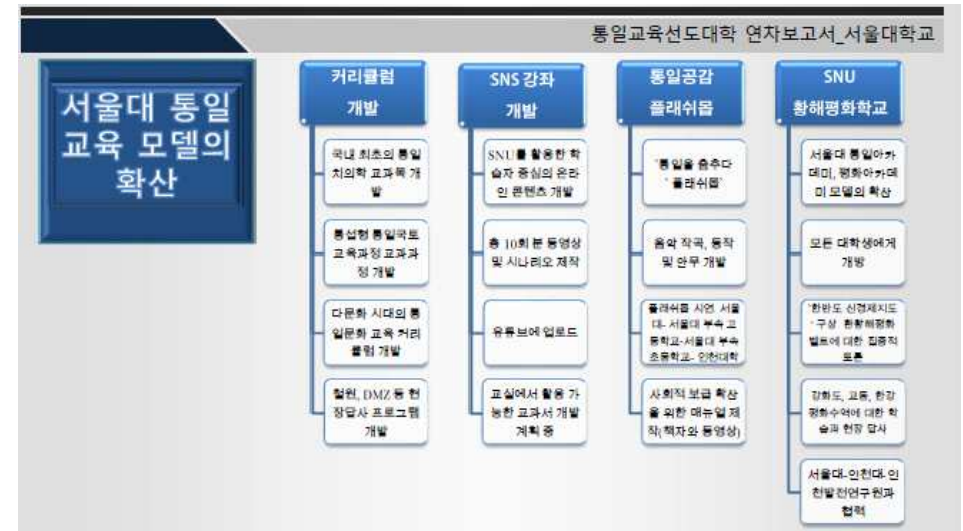 통일교육선도대학 연차보고서_서울대학교
서울대 통일
교육 모델의
확산
커리큘럼
개발
국내 최초의 통일
치의학 교과목 개
발
통섭형 통일국토
교육과정 교과과
정 개발
다문화 시대의 통
일문화 교육 커리
큘럼 개발
철원, DMZ 등 현
장답사 프로그램
개발
SNS 강좌
개발
SNU를 활용한 학
습자 중심의 온라
인 콘텐츠 개발
총 10회 분 동영상
및 시나리오 제작
유튜브에 업로드
교실에서 활용 가
능한 교과서 개발
계획 중
통일공감
플래쉬몹
'통일을 춤추다
' 플래쉬몹
음악 작곡, 동작
및 안무 개발
플래쉬몹 시연 서울
대- 서울대 부속 고
등학교-서울대 부속
초등학교- 인천대학
사회적 보급 확산
을 위한 매뉴얼 제
작(책자와 동영상)
SNU
황해평화학교
서울대 통일아카
데미, 평화아카데
미 모델의 확산
모든 대학생에게
개방
'한반도 신경제지도
' 구상 환황해평화
벨트에 대한 집중적
토론
강화도, 교동, 한강
평화수역에 대한 학
습과 현장 답사
서울대-인천대-인
천발전연구원과
협력